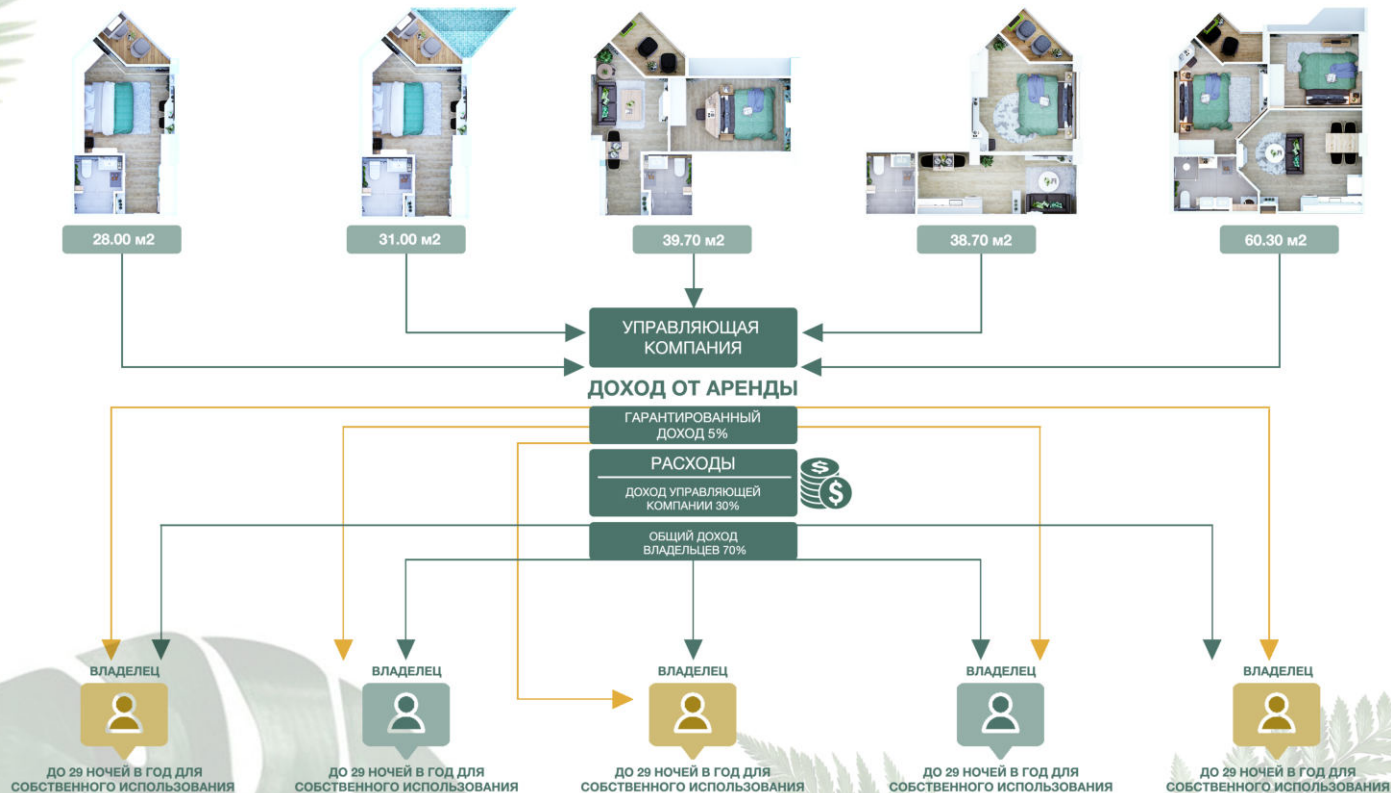 28.00 м2
31.00 м2
39.70 м2
38.70 м2
60.30 м2
УПРАВЛЯЮЩАЯ
КОМПАНИЯ
ДОХОД ОТ АРЕНДЫ
ГАРАНТИРОВАННЫЙ
ДОХОД 5%
РАСХОДЫ
ДОХОД УПРАВЛЯЮЩЕЙ
КОМПАНИИ 30%
ОБЩИЙ ДОХОД
ВЛАДЕЛЬЦЕВ 70%
ВЛАДЕЛЕЦ
ВЛАДЕЛЕЦ
ВЛАДЕЛЕЦ
ВЛАДЕЛЕЦ
ВЛАДЕЛЕЦ
ДО 29 НОЧЕЙ В ГОД ДЛЯ
СОБСТВЕННОГО ИСПОЛЬЗОВАНИЯ
ДО 29 НОЧЕЙ В ГОД ДЛЯ
СОБСТВЕННОГО ИСПОЛЬЗОВАНИЯ
ДО 29 НОЧЕЙ В ГОД ДЛЯ
СОБСТВЕННОГО ИСПОЛЬЗОВАНИЯ
ДО 29 НОЧЕЙ В ГОД ДЛЯ
СОБСТВЕННОГО ИСПОЛЬЗОВАНИЯ
ДО 29 НОЧЕЙ В ГОД ДЛЯ
СОБСТВЕННОГО ИСПОЛЬЗОВАНИЯ